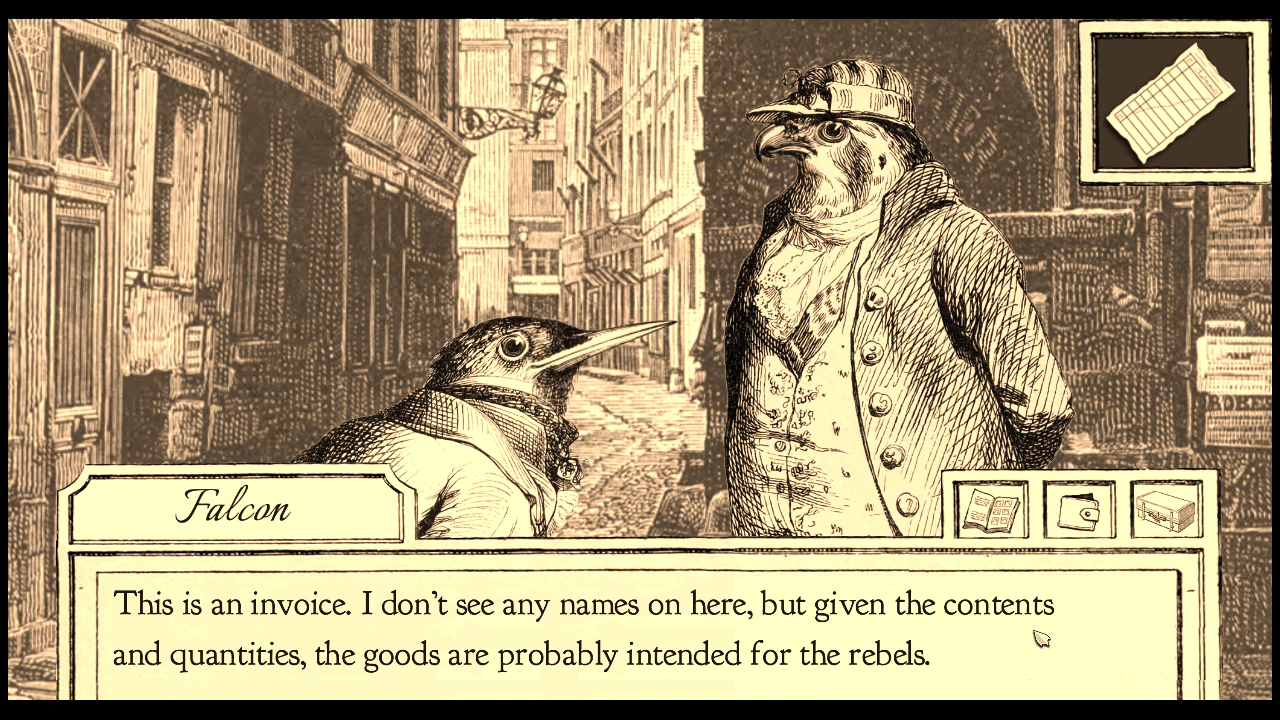 Falcon
This is an invoice. I don't see any names on here, but given the contents
and quantities, the goods are probably intended for the rebels.